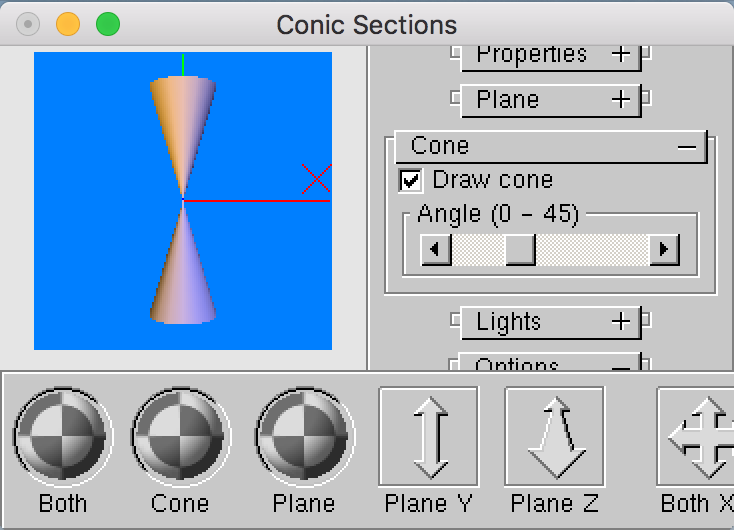 Conic Sections
Properties
Plane
Cone
Draw cone
Angle (0 - 45)
Lights
Options
Both
Cone
Plane
Plane Y
Plane Z
Both X